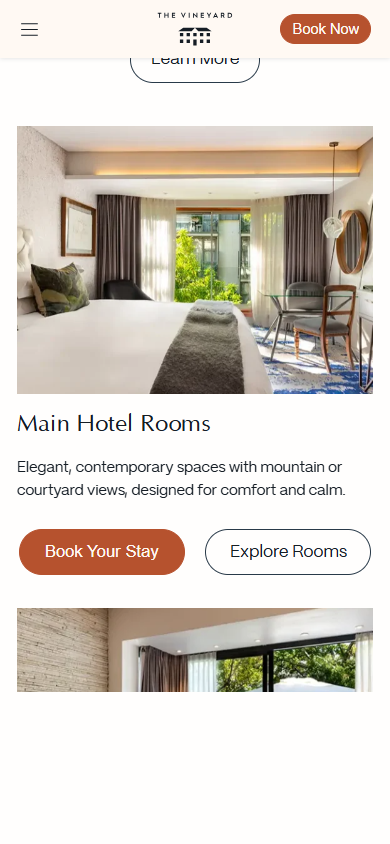 THE VINEYARD
Book Now
Learn More
Main Hotel Rooms
Elegant, contemporary spaces with mountain or
courtyard views, designed for comfort and calm.
Book Your Stay
Explore Rooms